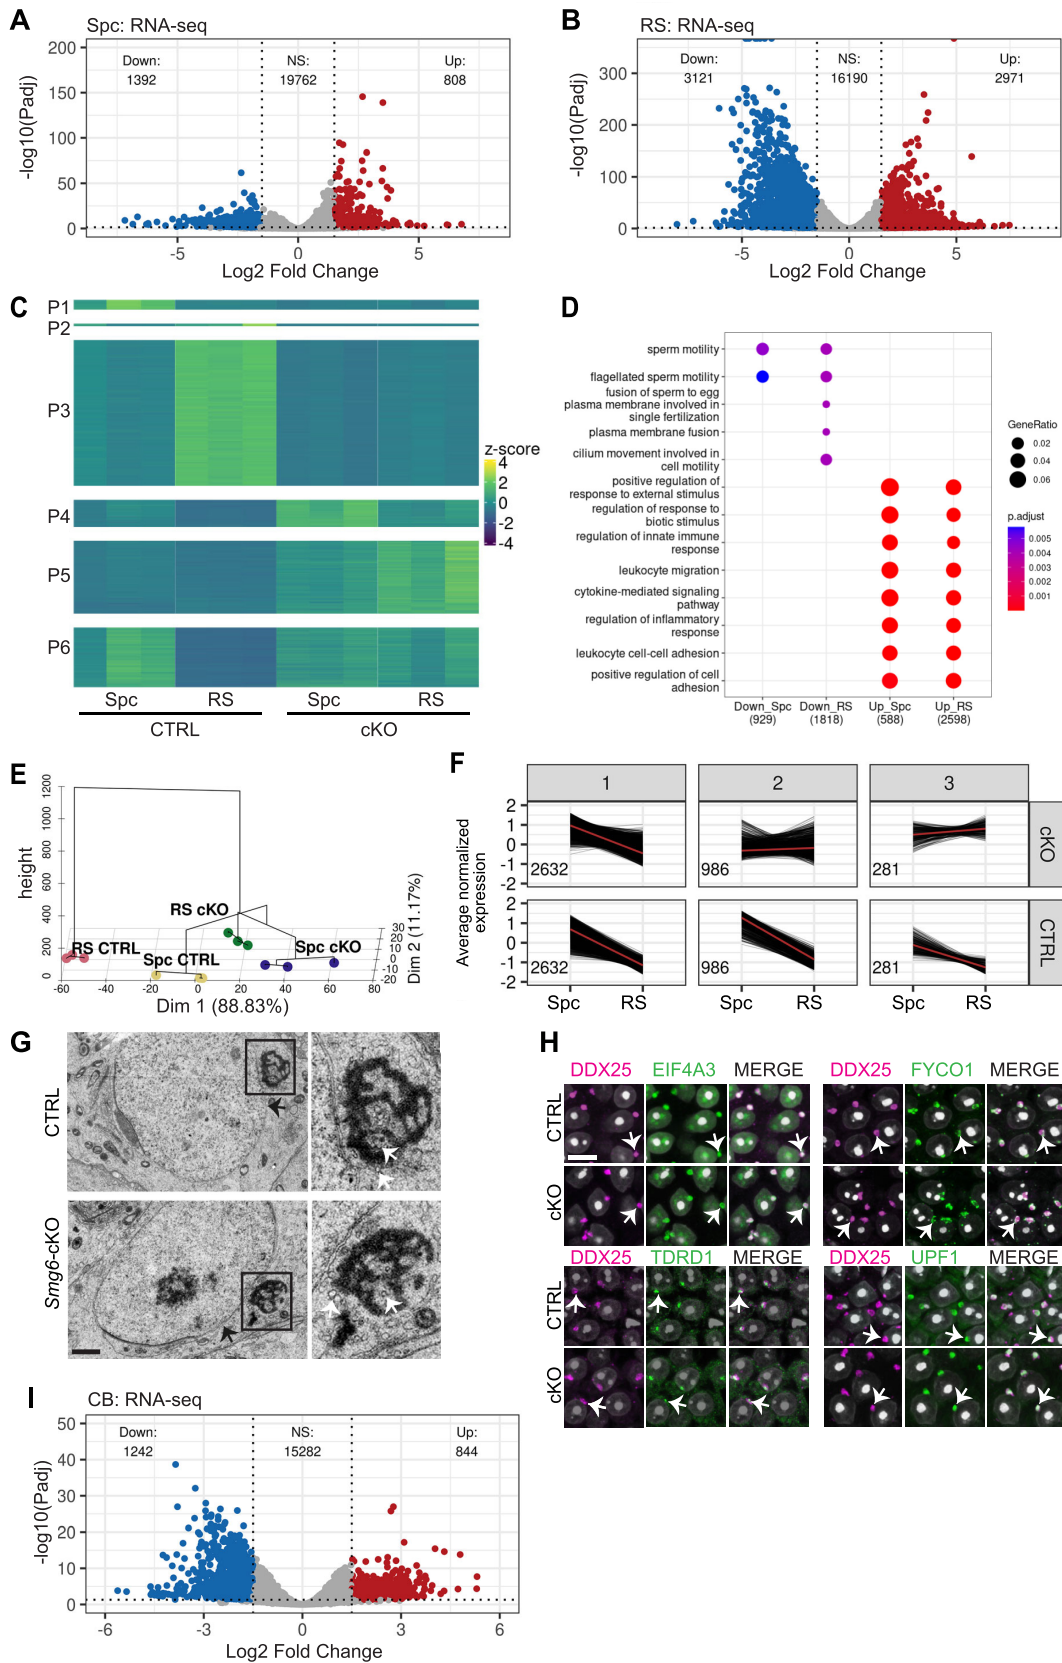 A
Spc: RNA-seq
200
150
100
50
0
-log10(Padj)
Down:
1392
NS:
19762
Up:
808
-5
0
5
Log2 Fold Change
B
RS: RNA-seq
300
200
100
0
-log10(Padj)
Down:
3121
NS:
16190
Up:
2971
-5
0
5
Log2 Fold Change
C
P1
P2
P3
P4
P5
P6
z-score
4
2
0
-2
-4
Spc
RS
Spc
RS
CTRL
cKO
D
sperm motility
flagellated sperm motility
fusion of sperm to egg
plasma membrane involved in
single fertilization
plasma membrane fusion
cilium movement involved in
cell motility
positive regulation of
response to external stimulus
regulation of response to
biotic stimulus
regulation of innate immune
response
leukocyte migration
cytokine-mediated signaling
pathway
regulation of inflammatory
response
leukocyte cell-cell adhesion
positive regulation of cell
adhesion
Down_Spc
(929)
Down_RS
(1818)
Up_Spc
(588)
Up_RS
(2598)
GeneRatio
0.02
0.04
0.06
p.adjust
0.005
0.004
0.003
0.002
0.001
E
height
1200
1000
800
600
400
200
0
RS cKO
RS CTRL
Spc CTRL
Spc cKO
-60
-40
-20
0
20
40
60
80
Dim 1 (88.83%)
30
20
10
0
-10
-20
Dim 2 (11.17%)
F
1
2
3
Average normalized
expression
2
1
0
-1
-2
2632
986
281
cKO
2
1
0
-1
-2
2632
986
281
CTRL
Spc
RS
Spc
RS
Spc
RS
G
CTRL
Smg6-cKO
H
DDX25
EIF4A3
MERGE
DDX25
FYCO1
MERGE
CTRL
cKO
DDX25
TDRD1
MERGE
DDX25
UPF1
MERGE
CTRL
cKO
I
CB: RNA-seq
50
40
30
20
10
0
-log10(Padj)
Down:
1242
NS:
15282
Up:
844
-6
-3
0
3
6
Log2 Fold Change